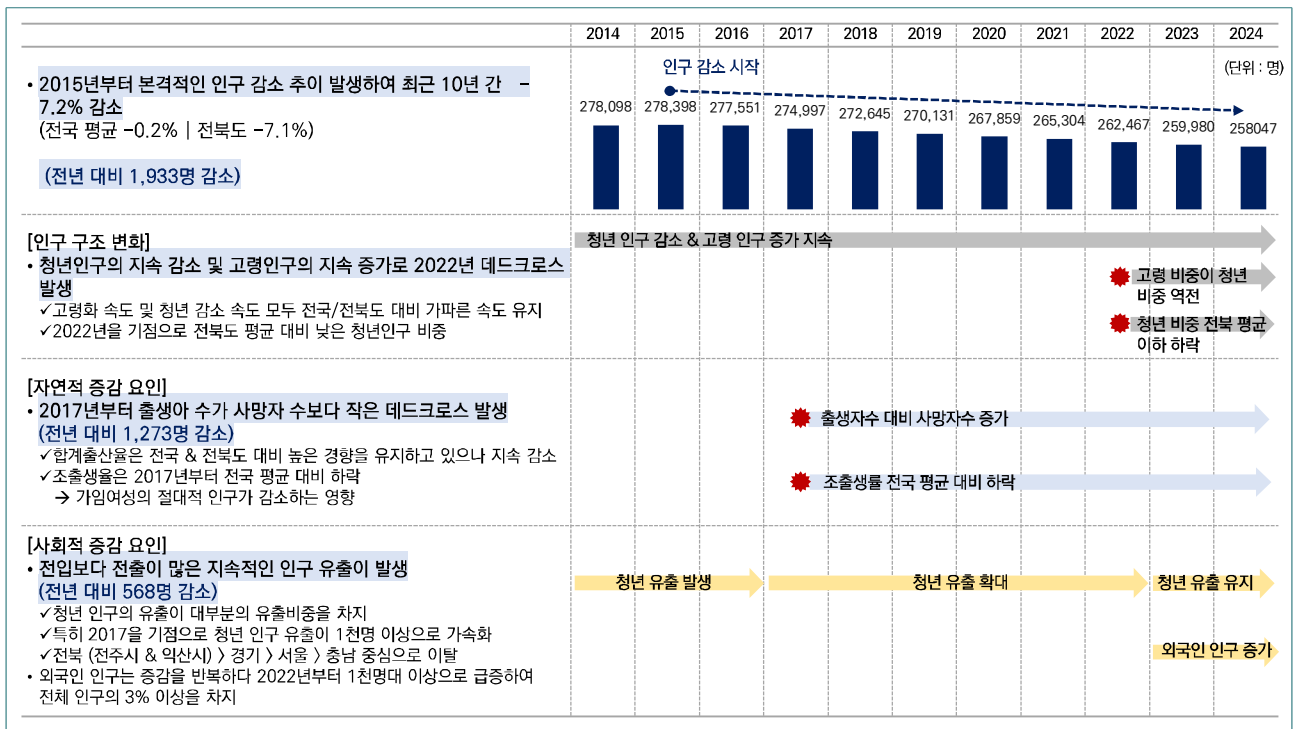 2014 2015 2016 2017 2018 2019 2020 2021 2022 2022 2024
• 2015년부터 본격적인 인구 감소 추이 발생하여 최근 10년 간 -
7.2% 감소
(전국 평균 -0.2% | 전북도 -7.1%)
(전년 대비 1,933명 감소)
인구 감소 시작
(단위 : 명)
278,098 278,398 277,551 274,997 272,645 270,131 267,859 265,304 262,467 259,980 258047
[인구 구조 변화]
• 청년인구의 지속 감소 및 고령인구의 지속 증가로 2022년 데드크로스
발생
✓고령화 속도 및 청년 감소 속도 모두 전국/전북도 대비 가파른 속도 유지
✓2022년을 기점으로 전북도 평균 대비 낮은 청년인구 비중
청년 인구 감소 & 고령 인구 증가 지속
고령 비중이 청년
비중 역전
청년 비중 전북 평균
이하 하락
[자연적 증감 요인]
• 2017년부터 출생아 수가 사망자 수보다 작은 데드크로스 발생
(전년 대비 1,273명 감소)
✓합계출산율은 전국 & 전북도 대비 높은 경향을 유지하고 있으나 지속 감소
✓조출생율은 2017년부터 전국 평균 대비 하락
→ 가임여성의 절대적 인구가 감소하는 영향
출생자수 대비 사망자수 증가
조출생률 전국 평균 대비 하락
[사회적 증감 요인]
• 전입보다 전출이 많은 지속적인 인구 유출이 발생
(전년 대비 568명 감소)
✓청년 인구의 유출이 대부분의 유출비중을 차지
✓특히 2017을 기점으로 청년 인구 유출이 1천명 이상으로 가속화
✓전북 (전주시 & 익산시) > 경기 > 서울 > 충남 중심으로 이탈
• 외국인 인구는 증감을 반복하다 2022년부터 1천명대 이상으로 급증하여
전체 인구의 3% 이상을 차지
청년 유출 발생
청년 유출 확대
청년 유출 유지
외국인 인구 증가